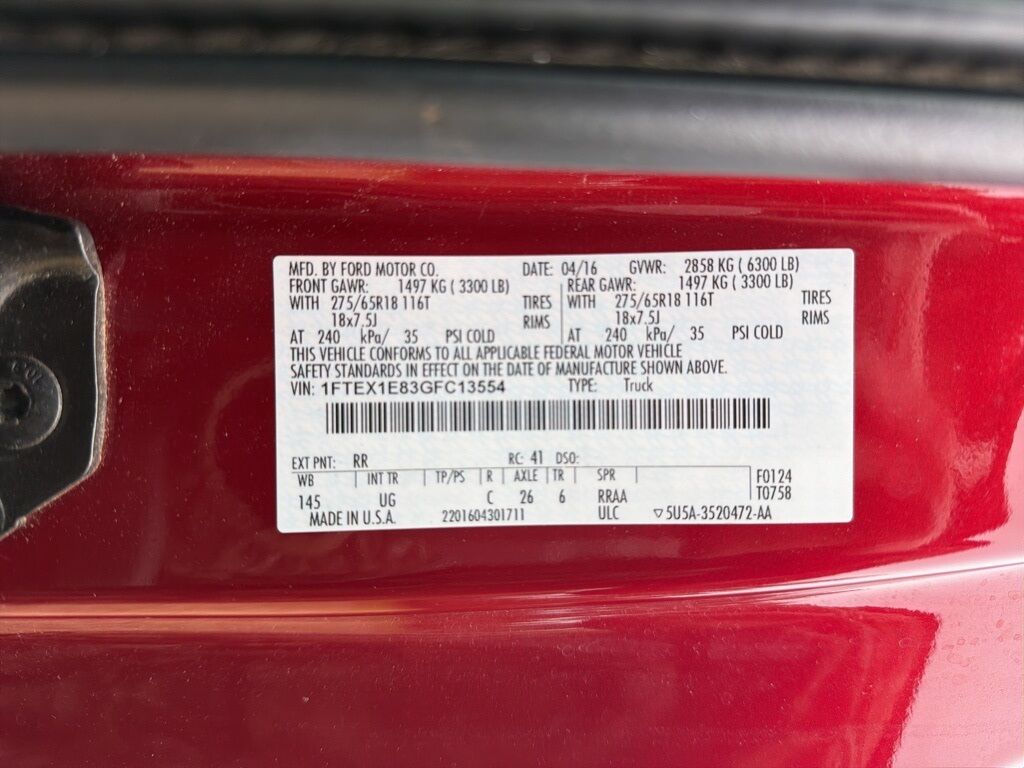 MFD. BY FORD MOTOR CO. DATE: 04/16 GVWR: 2858 KG ( 6300 LB)
FRONT GAWR: 1497 KG ( 3300 LB) REAR GAWR: 1497 KG ( 3300 LB)
WITH 275/65R18 116T TIRES WITH 275/65R18 116T TIRES
18x7.5J RIMS 18x7.5J RIMS
AT 240 kPa/ 35 PSI COLD AT 240 kPa/ 35 PSI COLD
THIS VEHICLE CONFORMS TO ALL APPLICABLE FEDERAL MOTOR VEHICLE
SAFETY STANDARDS IN EFFECT ON THE DATE OF MANUFACTURE SHOWN ABOVE.
VIN: 1FTEX1E83GFC13554 TYPE: Truck
EXT PNT: RR RC: 41 DSO:
WB INT TR TP/PS R AXLE TR SPR F0124
145 UG C 26 6 RRAA T0758
MADE IN U.S.A. 2201604301711 ULC ▽5U5A-3520472-AA